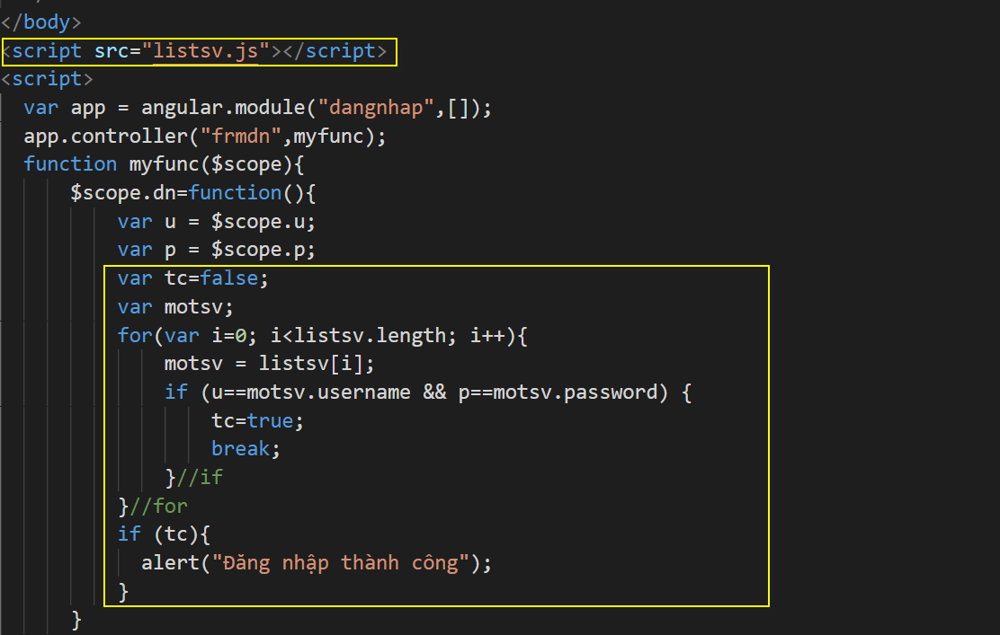 </body>
<script src="listsv.js"></script>
<script>
var app = angular.module("dangnhap",[]);
app.controller("frmdn",myfunc);
function myfunc($scope){
$scope.dn=function(){
var u = $scope.u;
var p = $scope.p;
var tc=false;
var motsv;
for(var i=0; i<listsv.length; i++){
motsv = listsv[i];
if (u==motsv.username && p==motsv.password) {
tc=true;
break;
}//if
}//for
if (tc){
alert("Đăng nhập thành công");
}
}